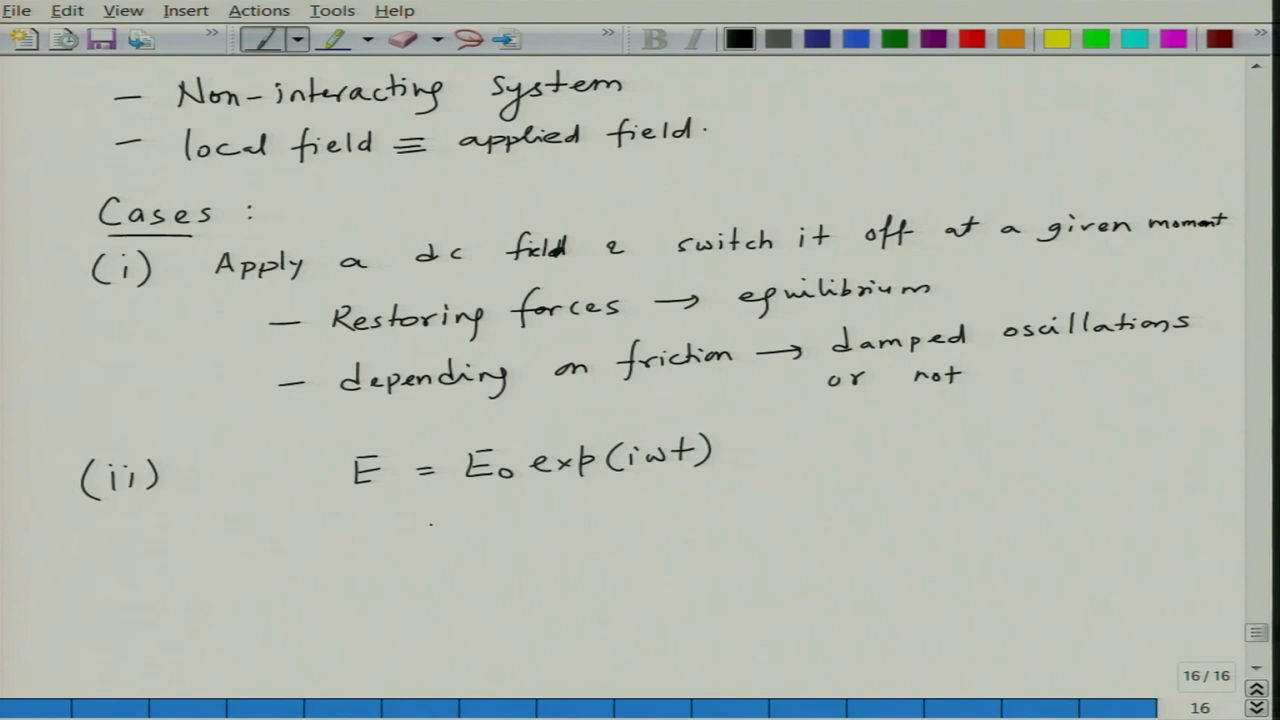 File Edit View Insert Actions Tools Help
B I
- Non-interacting system
- local field ≡ applied field.
Cases :
(i) Apply a dc field & switch it off at a given moment
- Restoring forces → equilibrium
- depending on friction → damped oscillations
or not
(ii) E = E₀ exp(iωt)
16 / 16
16